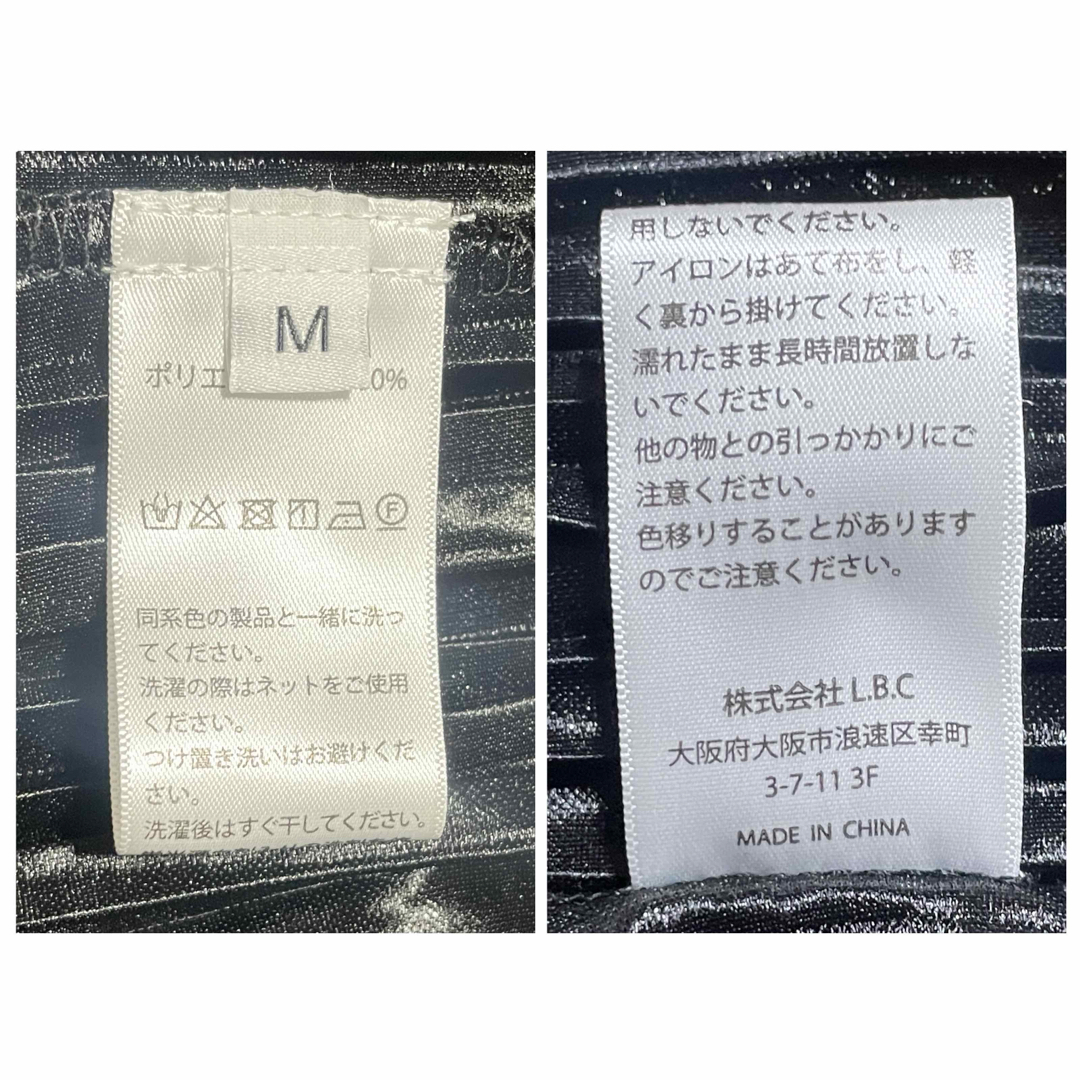 M
ポリエ 0%
F
同系色の製品と一緒に洗っ
てください。
洗濯の際はネットをご使用
ください。
つけ置き洗いはお避けくだ
さい。
洗濯後はすぐ干してください。
用しないでください。
アイロンはあて布をし、軽
く裏から掛けてください。
濡れたまま長時間放置しな
いでください。
他の物との引っかかりにご
注意ください。
色移りすることがあります
のでご注意ください。
株式会社 L.B.C
大阪府大阪市浪速区幸町
3-7-11 3F
MADE IN CHINA